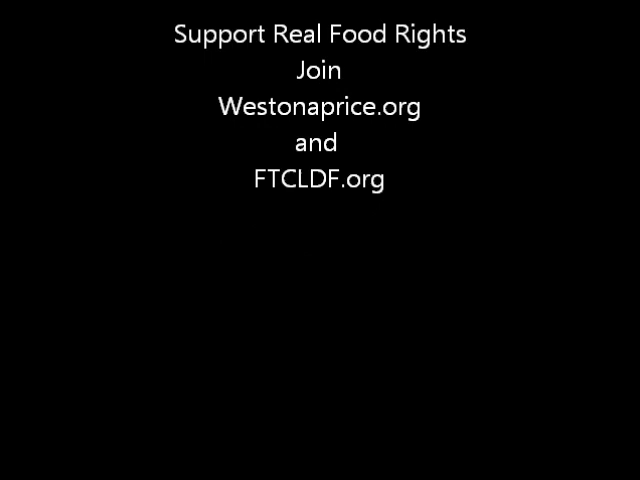 Support Real Food Rights
Join
Westonaprice.org
and
FTCLDF.org